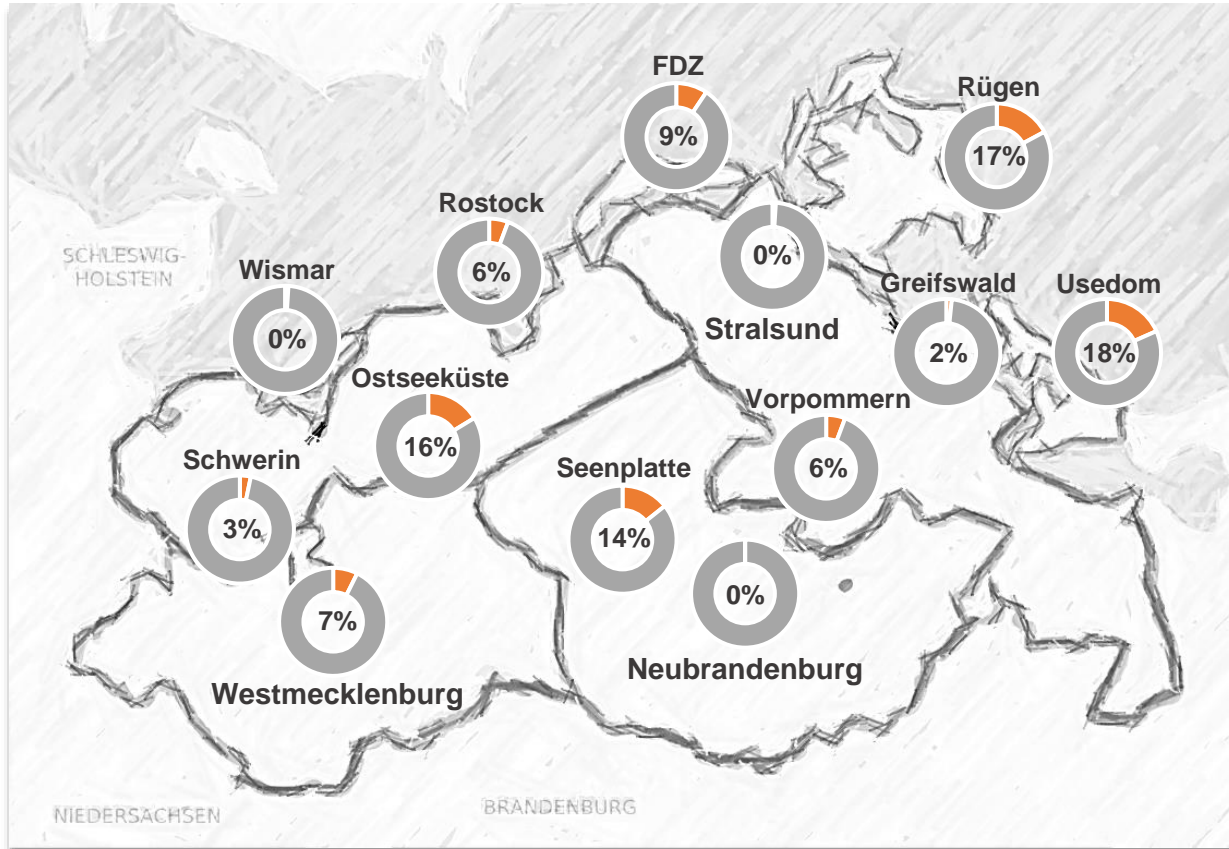 FDZ
9%
Rügen
17%
Rostock
6%
SCHLESWIG-
HOLSTEIN
Wismar
0%
0%
Stralsund
Greifswald
2%
Usedom
18%
Ostseeküste
16%
Vorpommern
6%
Schwerin
3%
Seenplatte
14%
0%
Neubrandenburg
7%
Westmecklenburg
NIEDERSACHSEN
BRANDENBURG